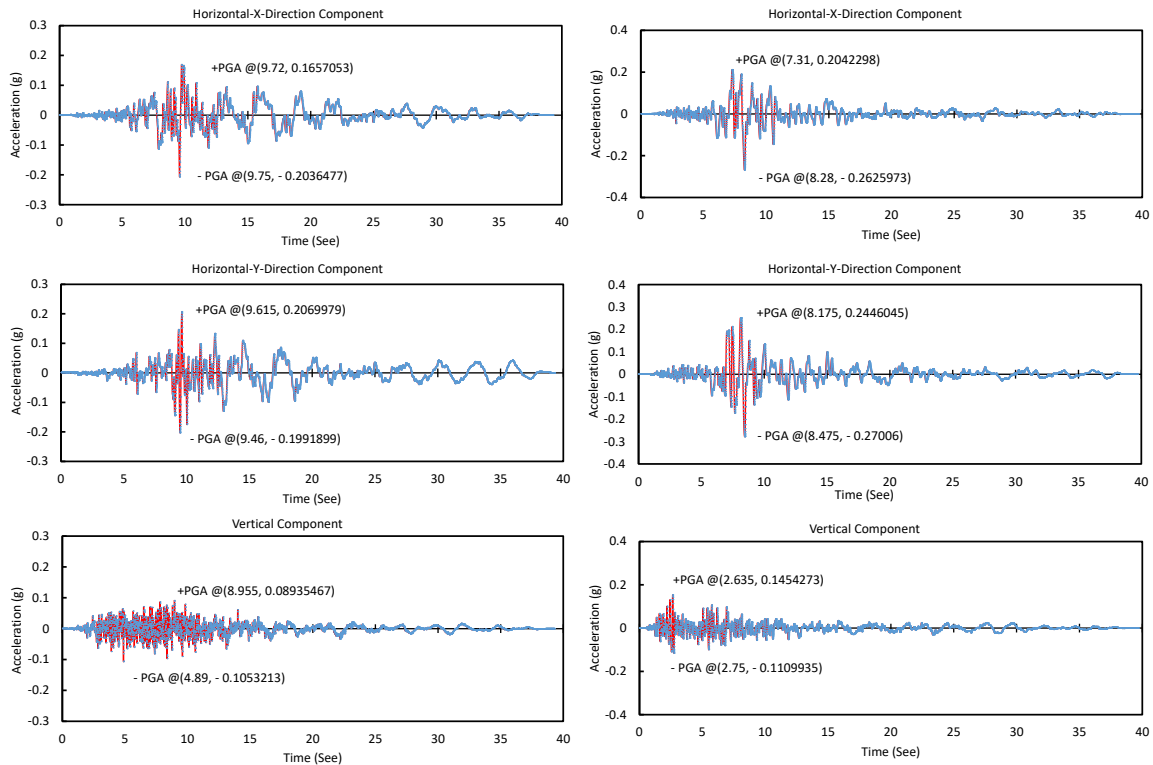 Horizontal-X-Direction Component
0.3
0.2
0.1
0
-0.1
-0.2
-0.3
Acceleration (g)
+PGA @(9.72, 0.1657053)
- PGA @(9.75, - 0.2036477)
0 5 10 15 20 25 30 35 40
Time (See)
Horizontal-X-Direction Component
0.4
0.2
0
-0.2
-0.4
Acceleration (g)
+PGA @(7.31, 0.2042298)
- PGA @(8.28, - 0.2625973)
0 5 10 15 20 25 30 35 40
Time (See)
Horizontal-Y-Direction Component
0.3
0.2
0.1
0
-0.1
-0.2
-0.3
Acceleration (g)
+PGA @(9.615, 0.2069979)
- PGA @(9.46, - 0.1991899)
0 5 10 15 20 25 30 35 40
Time (See)
Horizontal-Y-Direction Component
0.4
0.3
0.2
0.1
0
-0.1
-0.2
-0.3
-0.4
Acceleration (g)
+PGA @(8.175, 0.2446045)
- PGA @(8.475, - 0.27006)
0 5 10 15 20 25 30 35 40
Time (See)
Vertical Component
0.3
0.2
0.1
0
-0.1
-0.2
-0.3
Acceleration (g)
+PGA @(8.955, 0.08935467)
- PGA @(4.89, - 0.1053213)
0 5 10 15 20 25 30 35 40
Time (See)
Vertical Component
0.4
0.2
0
-0.2
-0.4
Acceleration (g)
+PGA @(2.635, 0.1454273)
- PGA @(2.75, - 0.1109935)
0 5 10 15 20 25 30 35 40
Time (See)